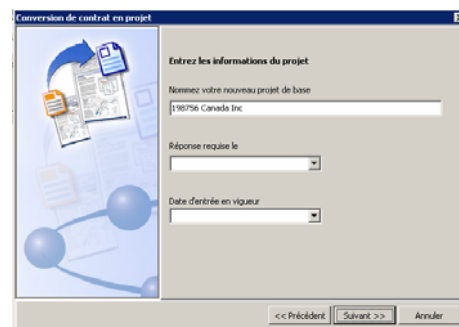 Conversion de contrat en projet
Entrez les informations du projet
Nommez votre nouveau projet de base
198756 Canada Inc
Réponse requise le
Date d'entrée en vigueur
<< Précédent
Suivant >>
Annuler